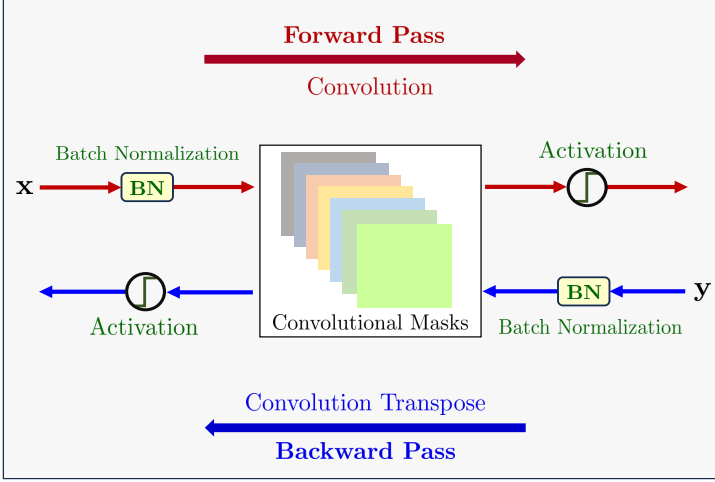 Forward Pass
Convolution
Batch Normalization
Activation
x
BN
BN
y
Activation
Convolutional Masks
Batch Normalization
Convolution Transpose
Backward Pass